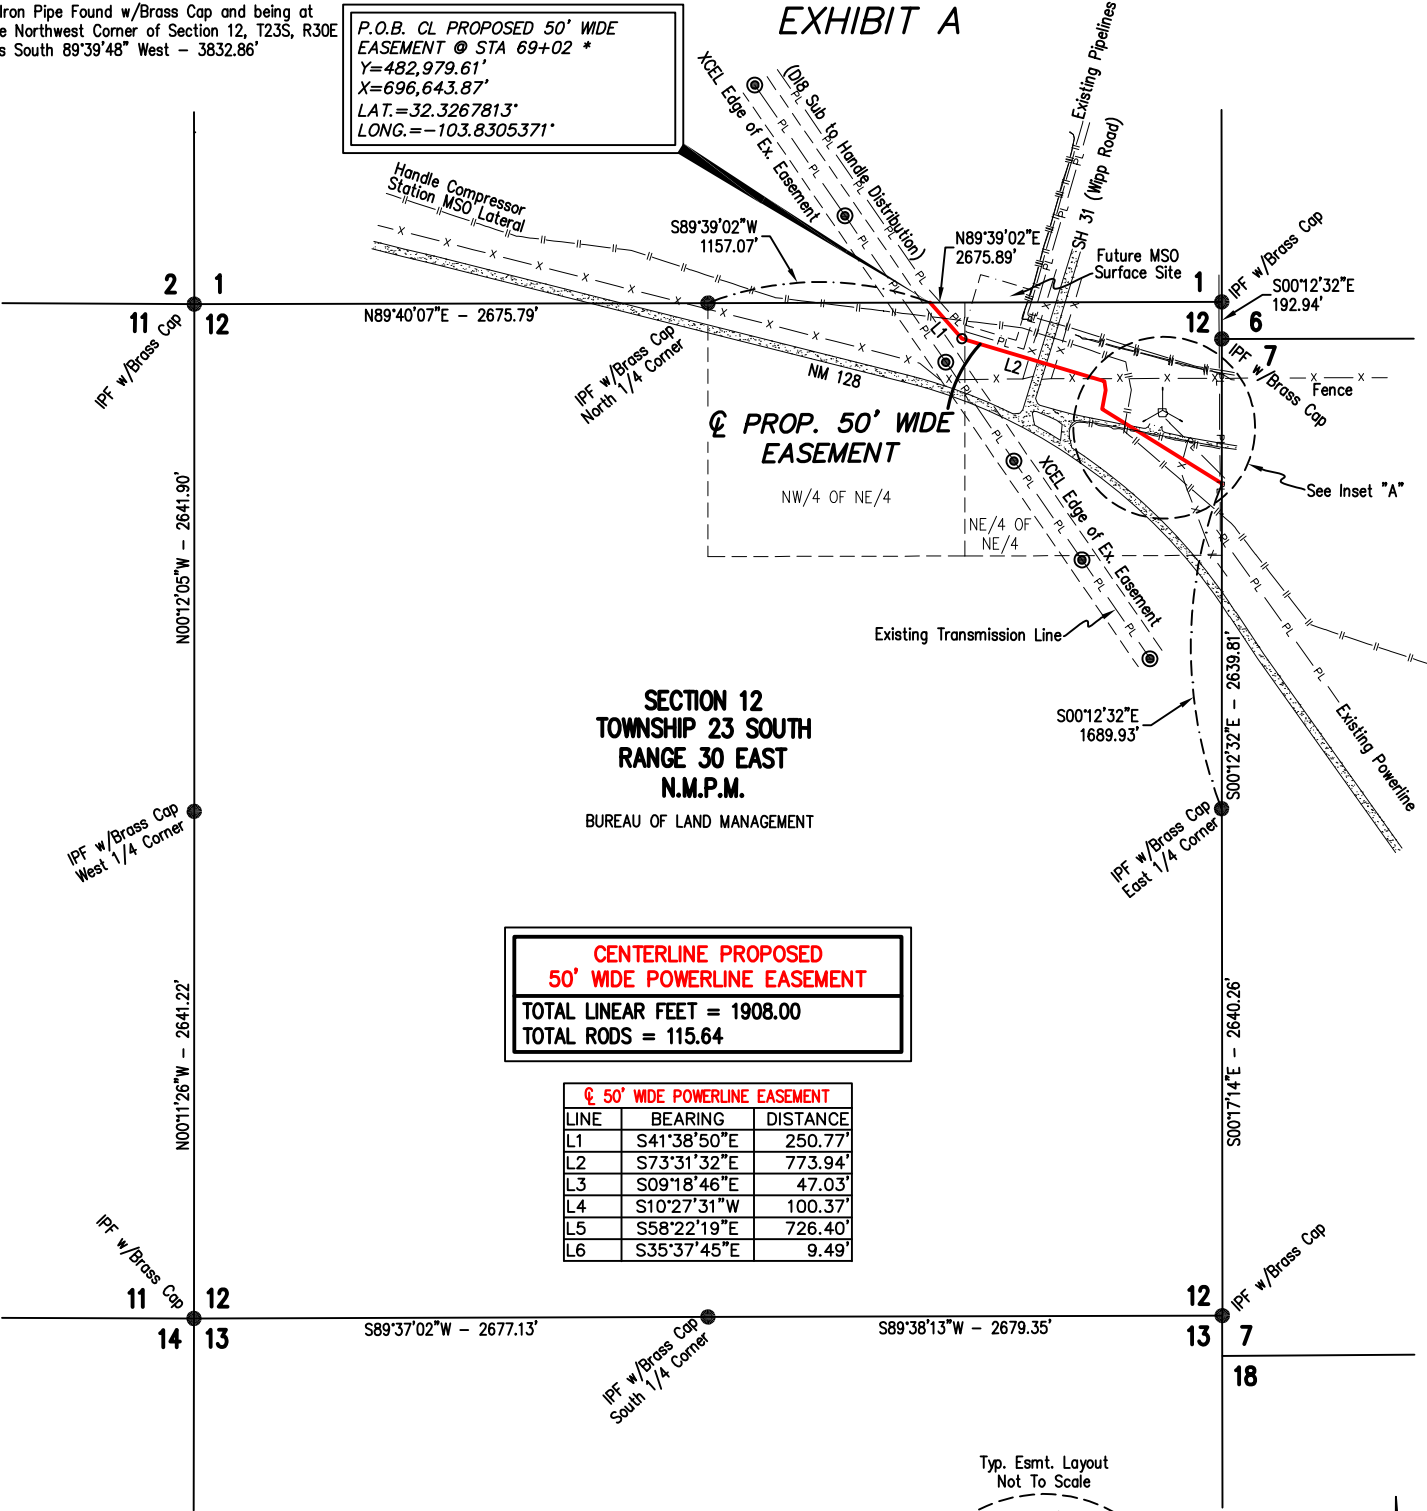 Iron Pipe Found w/Brass Cap and being at
e Northwest Corner of Section 12, T23S, R30E
s South 89°39'48" West - 3832.86'
P.O.B. CL PROPOSED 50' WIDE
EASEMENT @ STA 69+02 *
Y=482,979.61'
X=696,643.87'
LAT.=32.3267813°
LONG.=-103.8305371°
EXHIBIT A
XCEL Edge of Ex. Easement
(D18 Sub to Handle Distribution)
Existing Pipelines
SH 31 (Wipp Road)
Handle Compressor
Station MSO Lateral
S89°39'02"W
1157.07'
N89°39'02"E
2675.89'
Future MSO
Surface Site
IPF w/Brass Cap
S00°12'32"E
192.94'
2 1
11 12
1
12 6
7
IPF w/Brass Cap
N89°40'07"E - 2675.79'
IPF w/Brass Cap
North 1/4 Corner
NM 128
L1
L2
IPF w/Brass Cap
Fence
℄ PROP. 50' WIDE
EASEMENT
NW/4 OF NE/4
NE/4 OF
NE/4
XCEL Edge of Ex. Easement
See Inset "A"
N00°12'05"W - 2641.90'
Existing Transmission Line
S00°12'32"E
1689.93'
S00°12'32"E - 2639.81'
Existing Powerline
SECTION 12
TOWNSHIP 23 SOUTH
RANGE 30 EAST
N.M.P.M.
BUREAU OF LAND MANAGEMENT
IPF w/Brass Cap
West 1/4 Corner
IPF w/Brass Cap
East 1/4 Corner
CENTERLINE PROPOSED
50' WIDE POWERLINE EASEMENT
TOTAL LINEAR FEET = 1908.00
TOTAL RODS = 115.64
N00°11'26"W - 2641.22'
S00°17'14"E - 2640.26'
℄ 50' WIDE POWERLINE EASEMENT
LINE BEARING DISTANCE
L1 S41°38'50"E 250.77'
L2 S73°31'32"E 773.94'
L3 S09°18'46"E 47.03'
L4 S10°27'31"W 100.37'
L5 S58°22'19"E 726.40'
L6 S35°37'45"E 9.49'
IPF w/Brass Cap
11 12
14 13
S89°37'02"W - 2677.13'
IPF w/Brass Cap
South 1/4 Corner
S89°38'13"W - 2679.35'
IPF w/Brass Cap
12
13 7
18
Typ. Esmt. Layout
Not To Scale